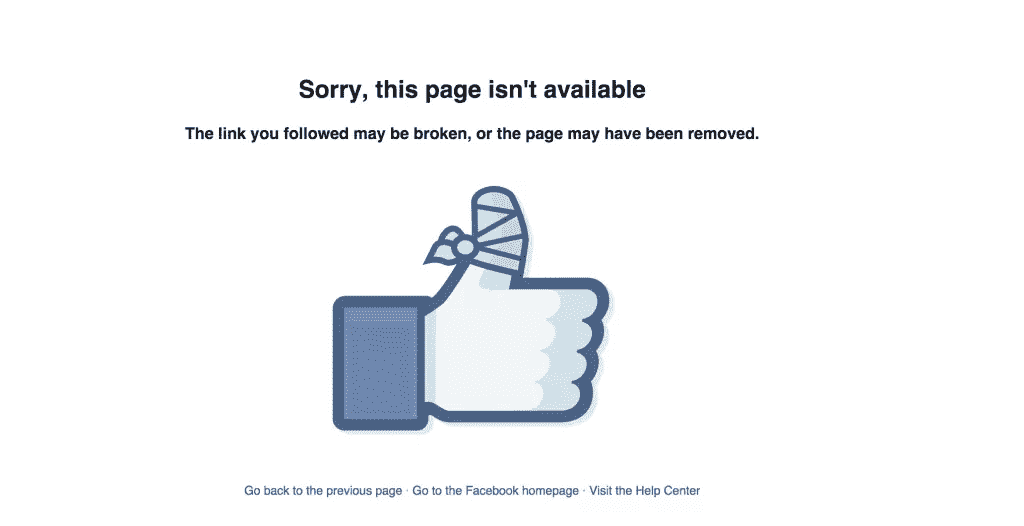 Sorry, this page isn't available
The link you followed may be broken, or the page may have been removed.
Go back to the previous page · Go to the Facebook homepage · Visit the Help Center